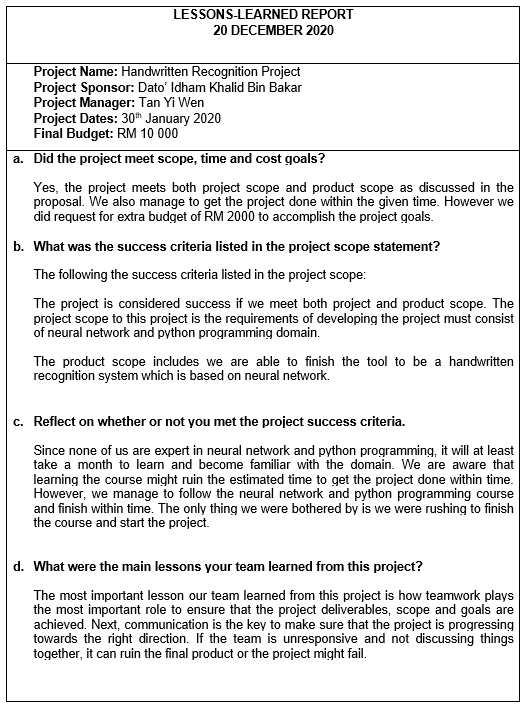 LESSONS-LEARNED REPORT
20 DECEMBER 2020
Project Name: Handwritten Recognition Project
Project Sponsor: Dato' Idham Khalid Bin Bakar
Project Manager: Tan Yi Wen
Project Dates: 30th January 2020
Final Budget: RM 10 000
a. Did the project meet scope, time and cost goals?
Yes, the project meets both project scope and product scope as discussed in the
proposal. We also manage to get the project done within the given time. However we
did request for extra budget of RM 2000 to accomplish the project goals.
b. What was the success criteria listed in the project scope statement?
The following the success criteria listed in the project scope:
The project is considered success if we meet both project and product scope. The
project scope to this project is the requirements of developing the project must consist
of neural network and python programming domain.
The product scope includes we are able to finish the tool to be a handwritten
recognition system which is based on neural network.
c. Reflect on whether or not you met the project success criteria.
Since none of us are expert in neural network and python programming, it will at least
take a month to learn and become familiar with the domain. We are aware that
learning the course might ruin the estimated time to get the project done within time.
However, we manage to follow the neural network and python programming course
and finish within time. The only thing we were bothered by is we were rushing to finish
the course and start the project.
d. What were the main lessons your team learned from this project?
The most important lesson our team learned from this project is how teamwork plays
the most important role to ensure that the project deliverables, scope and goals are
achieved. Next, communication is the key to make sure that the project is progressing
towards the right direction. If the team is unresponsive and not discussing things
together, it can ruin the final product or the project might fail.